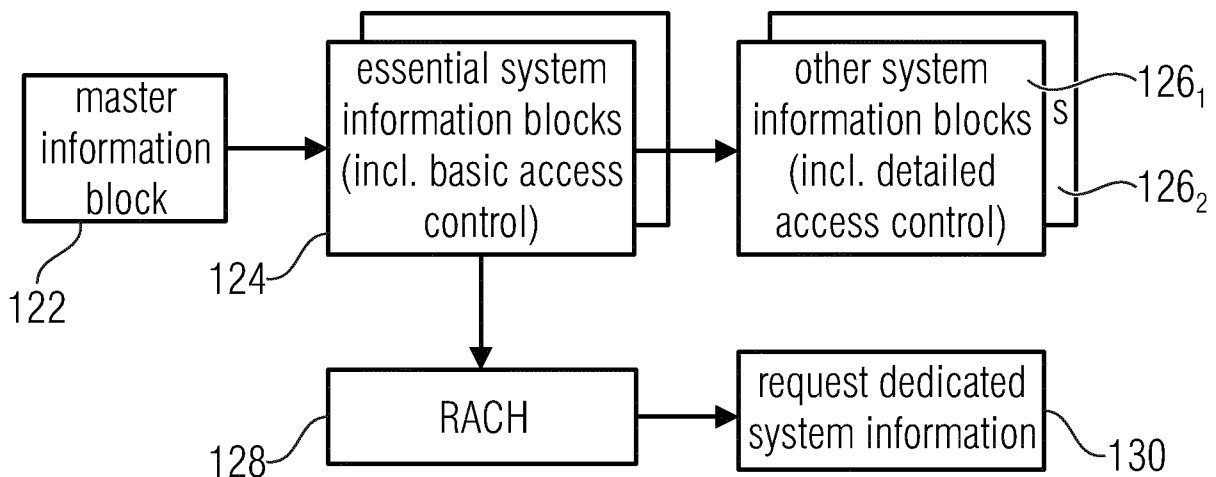 master
information
block
122
essential system
information blocks
(incl. basic access
control)
124
other system
information blocks
(incl. detailed
access control)
s
126₁
126₂
RACH
128
request dedicated
system information
130